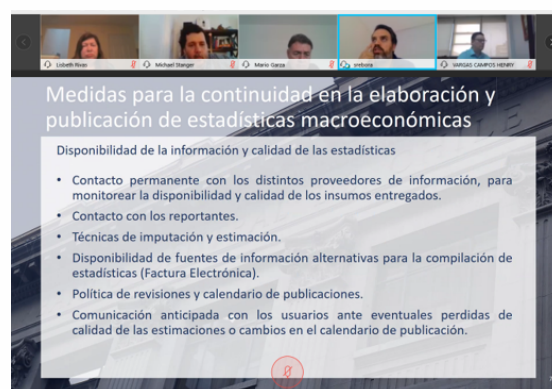 Lisbeth Rivas
Michael Stanger
Mario Gaspa
srebora
VARGAS CAMPOS HENRY
Medidas para la continuidad en la elaboración y
publicación de estadísticas macroeconómicas
Disponibilidad de la información y calidad de las estadísticas
• Contacto permanente con los distintos proveedores de información, para
monitorear la disponibilidad y calidad de los insumos entregados.
• Contacto con los reportantes.
• Técnicas de imputación y estimación.
• Disponibilidad de fuentes de información alternativas para la compilación de
estadísticas (Factura Electrónica).
• Política de revisiones y calendario de publicaciones.
• Comunicación anticipada con los usuarios ante eventuales perdidas de
calidad de las estimaciones o cambios en el calendario de publicación.